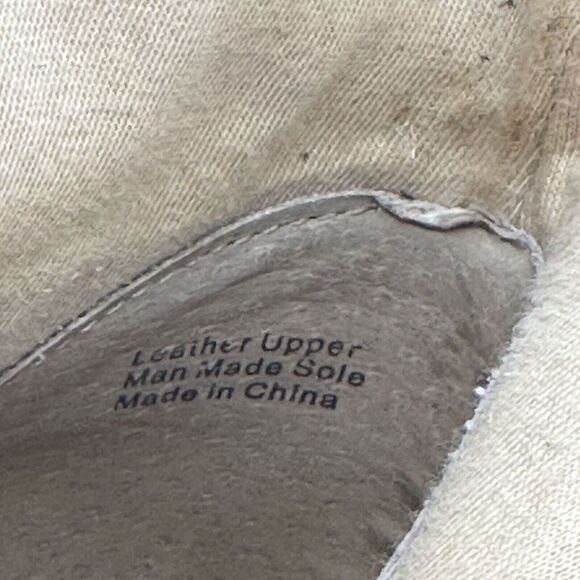 Leather Upper
Man Made Sole
Made in China